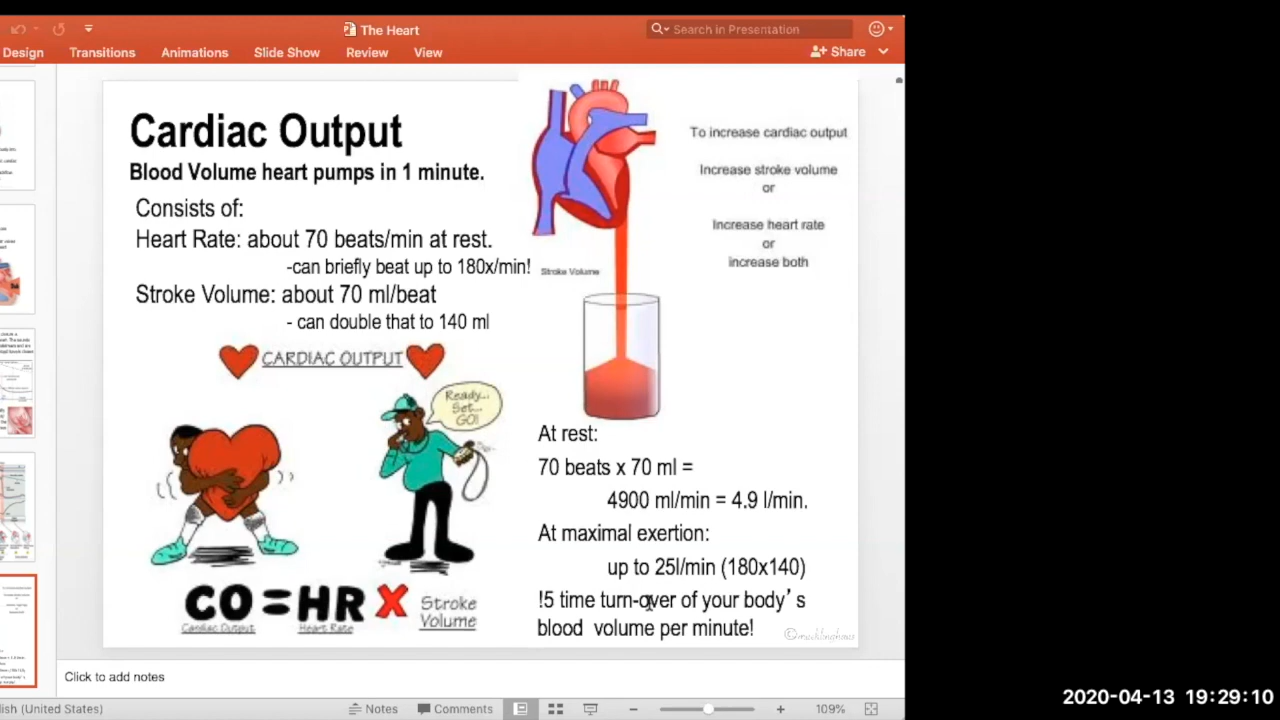 The Heart
Search in Presentation
Design
Transitions
Animations
Slide Show
Review
View
Share
Cardiac Output
Blood Volume heart pumps in 1 minute.
Consists of:
Heart Rate: about 70 beats/min at rest.
-can briefly beat up to 180x/min!
Stroke Volume: about 70 ml/beat
- can double that to 140 ml
CARDIAC OUTPUT
Ready...
Set...
GO!
CO=HR X Stroke
Volume
Cardiac Output
Heart Rate
To increase cardiac output
Increase stroke volume
or
Increase heart rate
or
increase both
Stroke Volume
At rest:
70 beats x 70 ml =
4900 ml/min = 4.9 l/min.
At maximal exertion:
up to 25l/min (180x140)
!5 time turn-over of your body’s
blood volume per minute!
Click to add notes
lish (United States)
Notes
Comments
109%
2020-04-13 19:29:10